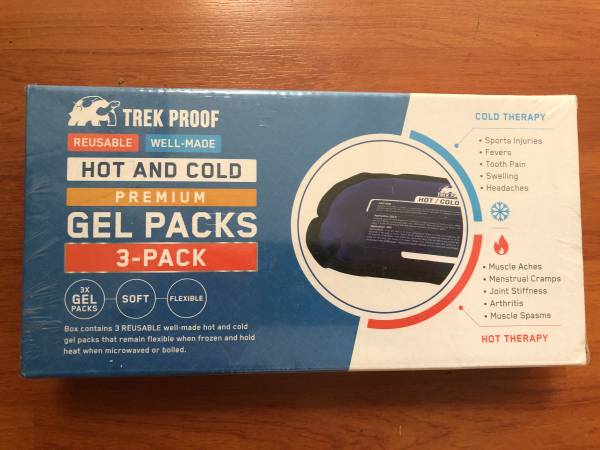 TREK PROOF
REUSABLE WELL-MADE
HOT AND COLD
PREMIUM
GEL PACKS
3-PACK
3X
GEL
PACKS
SOFT
FLEXIBLE
Box contains 3 REUSABLE well-made hot and cold
gel packs that remain flexible when frozen and hold
heat when microwaved or boiled.
HOT / COLD
COLD THERAPY
• Sports Injuries
• Fevers
• Tooth Pain
• Swelling
• Headaches
• Muscle Aches
• Menstrual Cramps
• Joint Stiffness
• Arthritis
• Muscle Spasms
HOT THERAPY